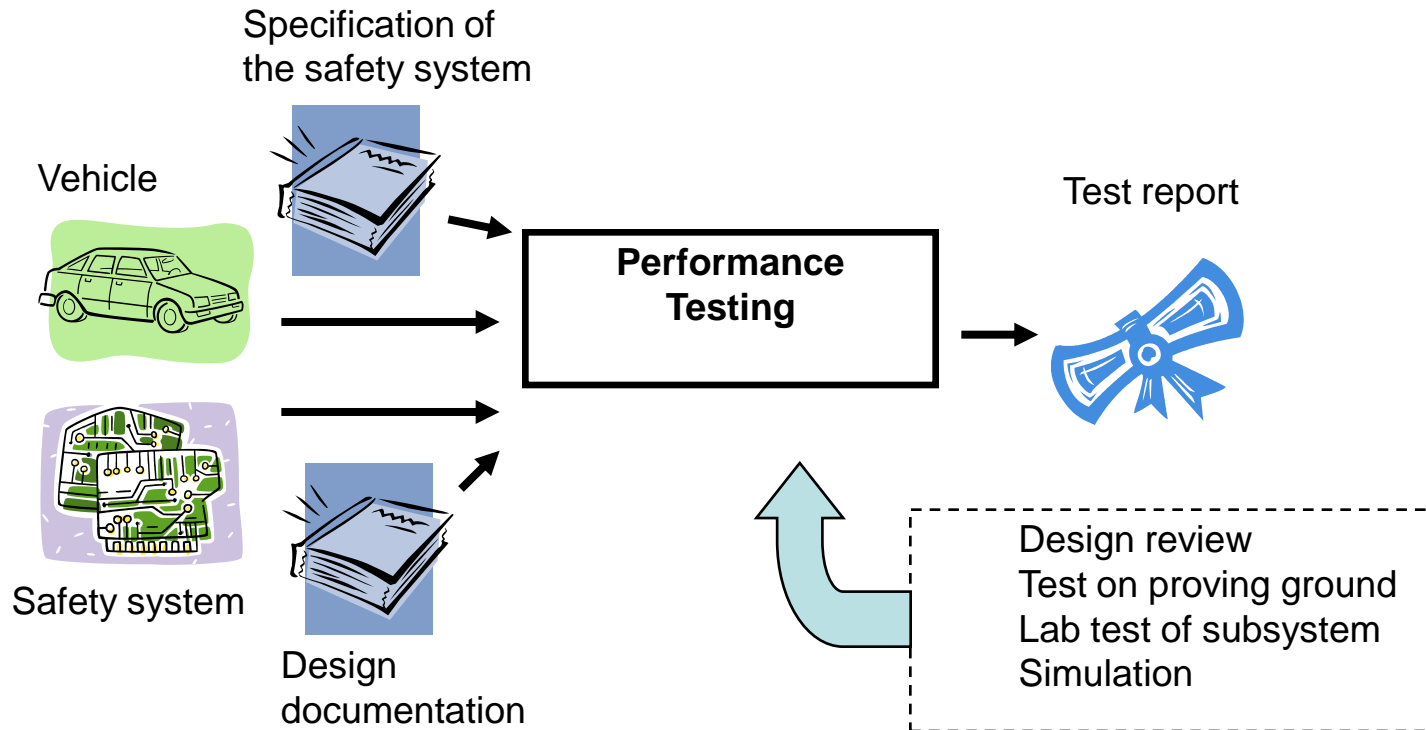 Specification of
the safety system
Vehicle
Test report
Performance
Testing
Safety system
Design
documentation
Design review
Test on proving ground
Lab test of subsystem
Simulation